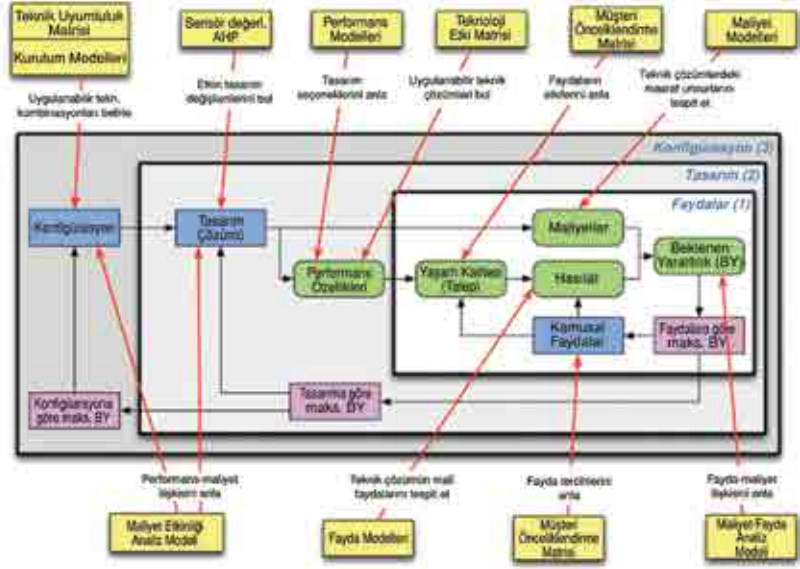 Teknik Uyumluluk
Matrisi
Kurulum Modelleri
Sensör değerl.
AHP
Performans
Modelleri
Teknoloji
Etki Matrisi
Müşteri
Önceliklendirme
Matrisi
Maliyet
Modelleri
Uygulanabilir tekn.
kombinasyonları belirle
Etkin tasarım
değişkenlerini bul
Tasarım
seçeneklerini anla
Uygulanabilir teknik
çözümleri bul
Faydaların
etkilerini anla
Teknik çözümlerdeki
masraf unsurlarını
tespit et
Konfigürasyon (3)
Tasarım (2)
Faydalar (1)
Konfigürasyon
Tasarım
Çözümü
Maliyetler
Beklenen
Yararlılık (BY)
Performans
Özellikleri
Yaşam Kalitesi
(Talep)
Hasılât
Kamusal
Faydalar
Faydalara göre
maks. BY
Tasarıma göre
maks. BY
Konfigürasyona
göre maks. BY
Performans-maliyet
ilişkisini anla
Teknik çözümün mali
faydalarını tespit et
Fayda tercihlerini
anla
Fayda-maliyet
ilişkisini anla
Maliyet Etkinliği
Analiz Modeli
Fayda Modelleri
Müşteri
Önceliklendirme
Matrisi
Maliyet-Fayda
Analiz
Modeli